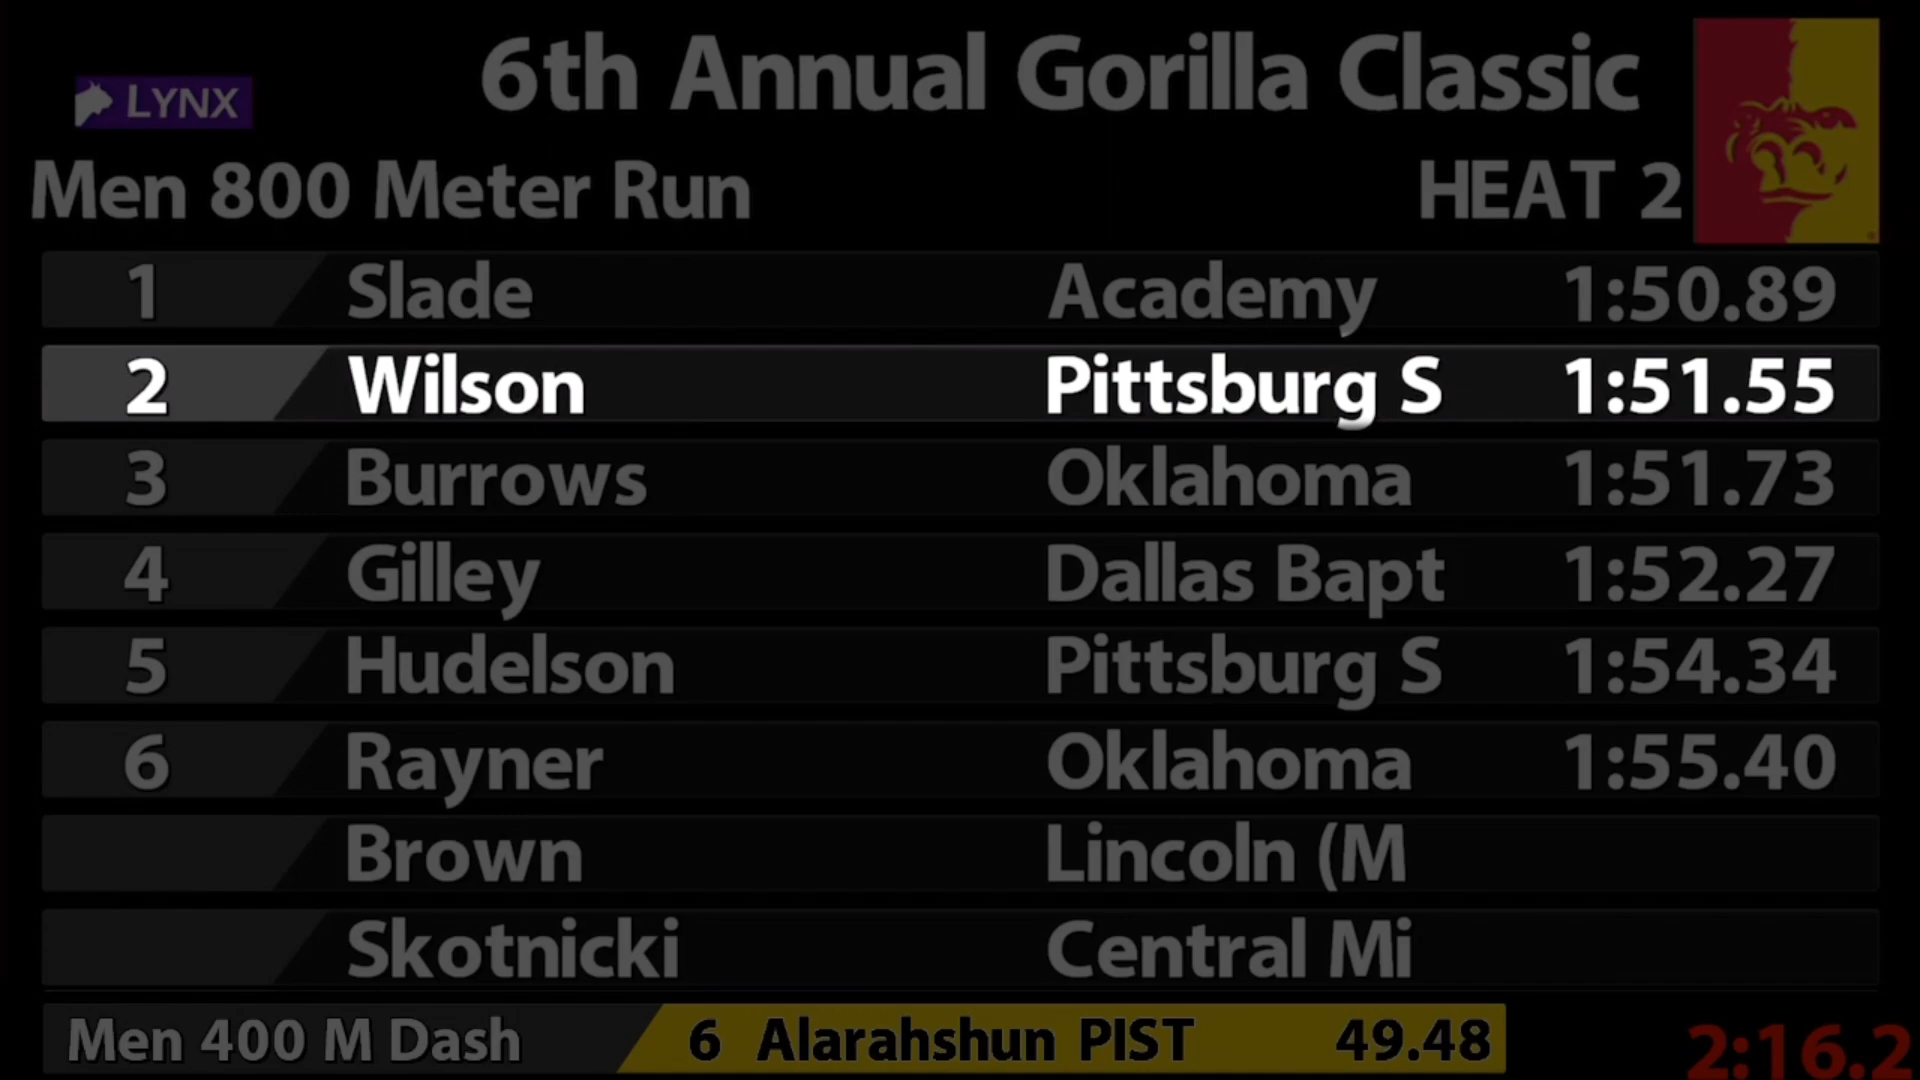 6th Annual Gorilla Classic
LYNX
Men 800 Meter Run HEAT 2
1 Slade Academy 1:50.89
2 Wilson Pittsburg S 1:51.55
3 Burrows Oklahoma 1:51.73
4 Gilley Dallas Bapt 1:52.27
5 Hudelson Pittsburg S 1:54.34
6 Rayner Oklahoma 1:55.40
Brown Lincoln (M
Skotnicki Central Mi
Men 400 M Dash 6 Alarahshun PIST 49.48 2:16.2